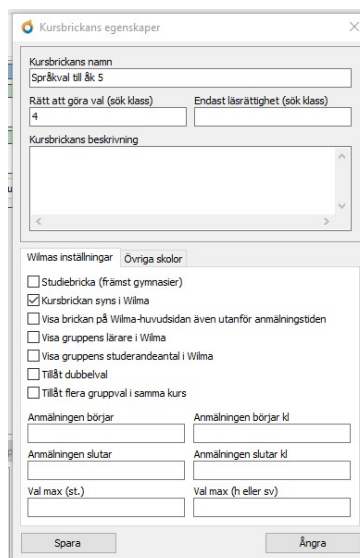 Kursbrickans egenskaper
Kursbrickans namn
Språkval till åk 5
Rätt att göra val (sök klass) Endast läsrättighet (sök klass)
4
Kursbrickans beskrivning
Wilmas inställningar Övriga skolor
Studiebricka (främst gymnasier)
Kursbrickan syns i Wilma
Visa brickan på Wilma-huvudsidan även utanför anmälningstiden
Visa gruppens lärare i Wilma
Visa gruppens studerandeantal i Wilma
Tillåt dubbelval
Tillåt flera gruppval i samma kurs
Anmälningen börjar Anmälningen börjar kl
Anmälningen slutar Anmälningen slutar kl
Val max (st.) Val max (h eller sv)
Spara Ångra